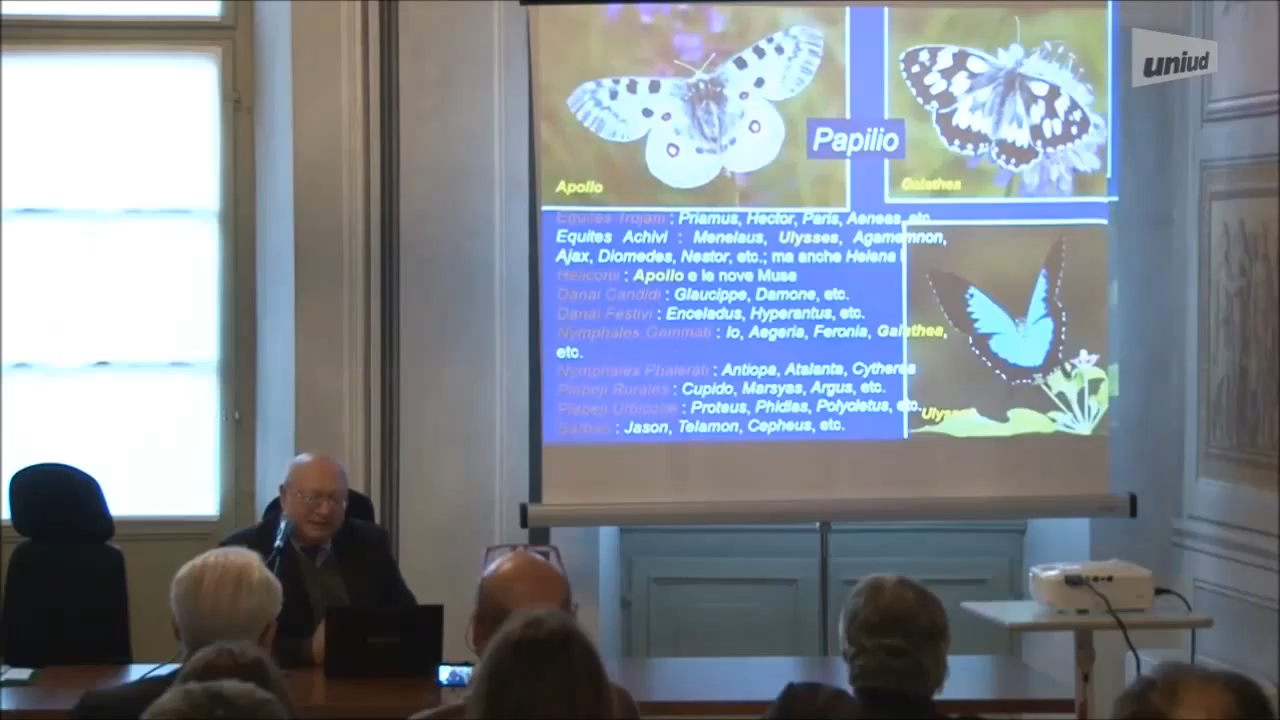 uniud
Papilio
Apollo
Galathea
Equites Trojani : Priamus, Hector, Paris, Aeneas, etc.
Equites Achivi : Menelaus, Ulysses, Agamemnon,
Ajax, Diomedes, Nestor, etc.; ma anche Helena !
Heliconii : Apollo e le nove Muse
Danai Candidi : Glaucippe, Damone, etc.
Danai Festivi : Enceladus, Hyperantus, etc.
Nymphales Gemmati : Io, Aegeria, Feronia, Galathea,
etc.
Nymphales Phalerati : Antiopa, Atalanta, Cytherea
Plebeji Rurales : Cupido, Marsyas, Argus, etc.
Plebeji Urbicolae : Proteus, Phidias, Polycletus, etc.
: Jason, Telamon, Cepheus, etc.
Ulysses